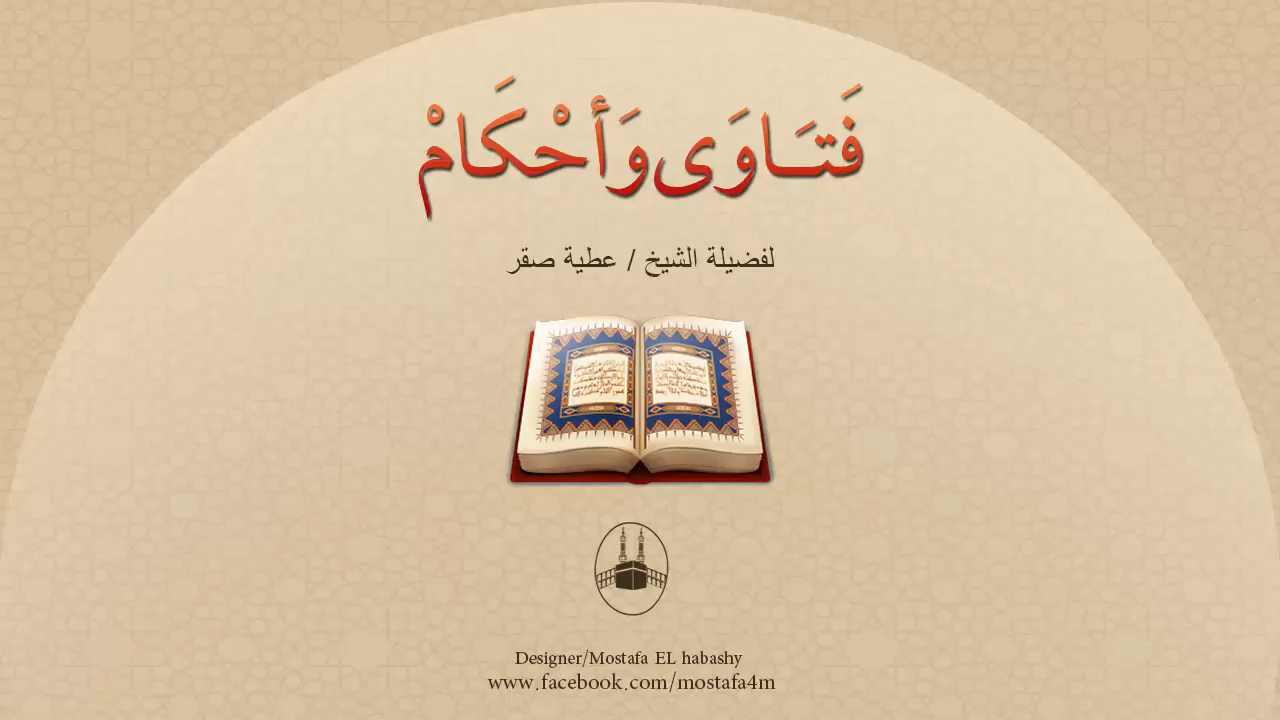 فَتَاوَى وَأَحْكَامْ
لفضيلة الشيخ / عطية صقر
Designer/Mostafa EL habashy
www.facebook.com/mostafa4m